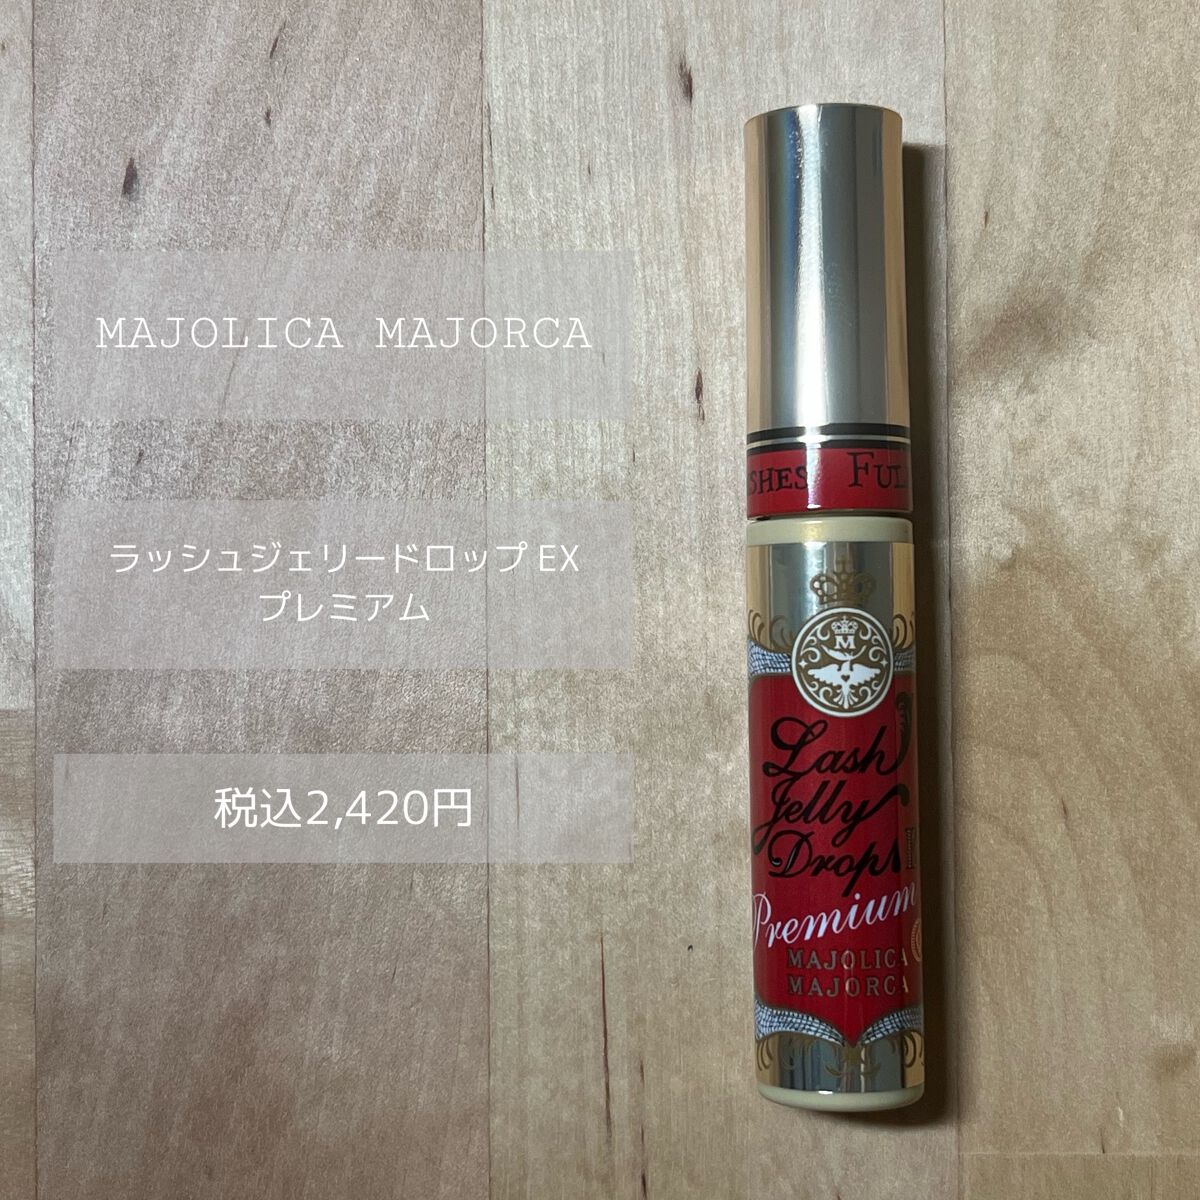 MAJOLICA MAJORCA
ラッシュジェリードロップ EX
プレミアム
税込2,420円
SHES FUL
M
Lash
Jelly
Drop
Premium
MAJOLICA
MAJORCA